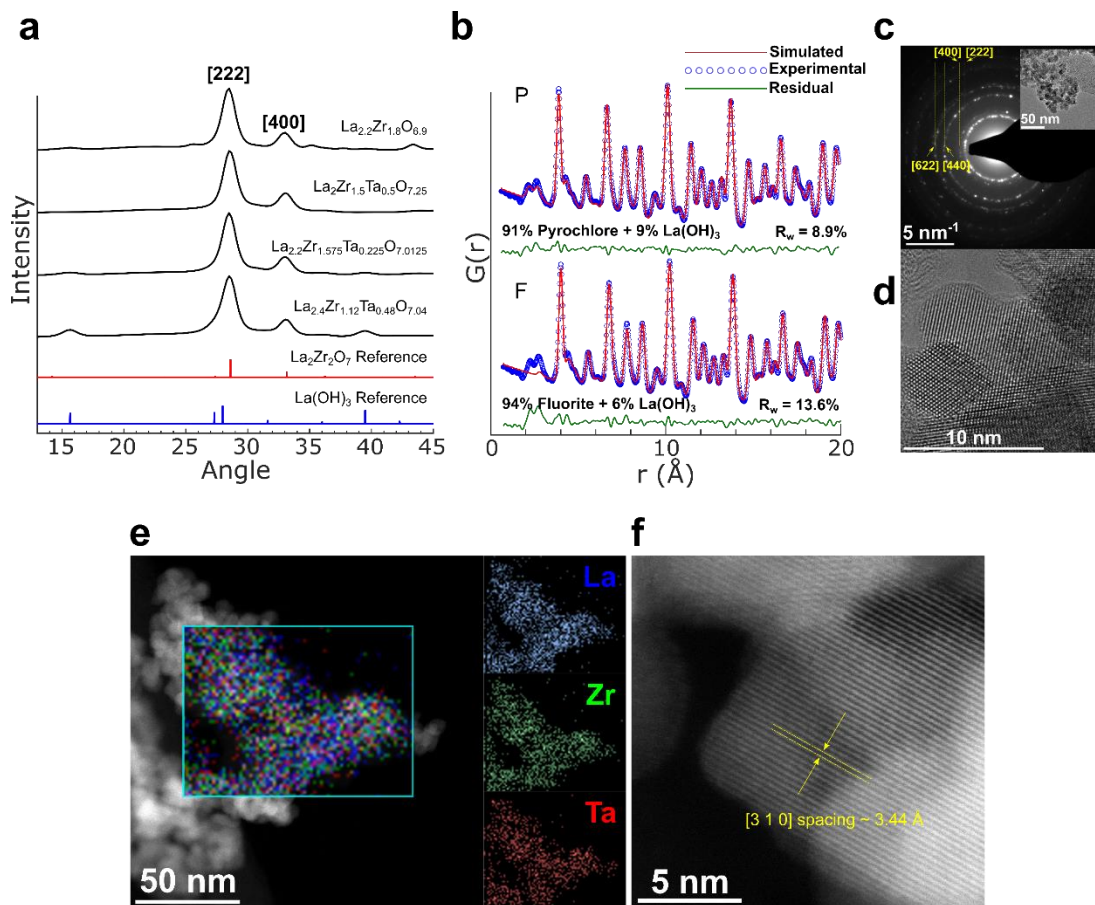 a
[222]
[400]
La2.2Zr1.8O6.9
La2Zr1.5Ta0.5O7.25
La2.2Zr1.575Ta0.225O7.0125
La2.4Zr1.12Ta0.48O7.04
La2Zr2O7 Reference
La(OH)3 Reference
Intensity
15 20 25 30 35 40 45
Angle
b
Simulated
Experimental
Residual
P
91% Pyrochlore + 9% La(OH)3
Rw = 8.9%
F
94% Fluorite + 6% La(OH)3
Rw = 13.6%
G(r)
0 10 20
r (Å)
c
[400] [222]
50 nm
[622] [440]
5 nm-1
d
10 nm
e
La
Zr
Ta
50 nm
f
[3 1 0] spacing ~ 3.44 Å
5 nm